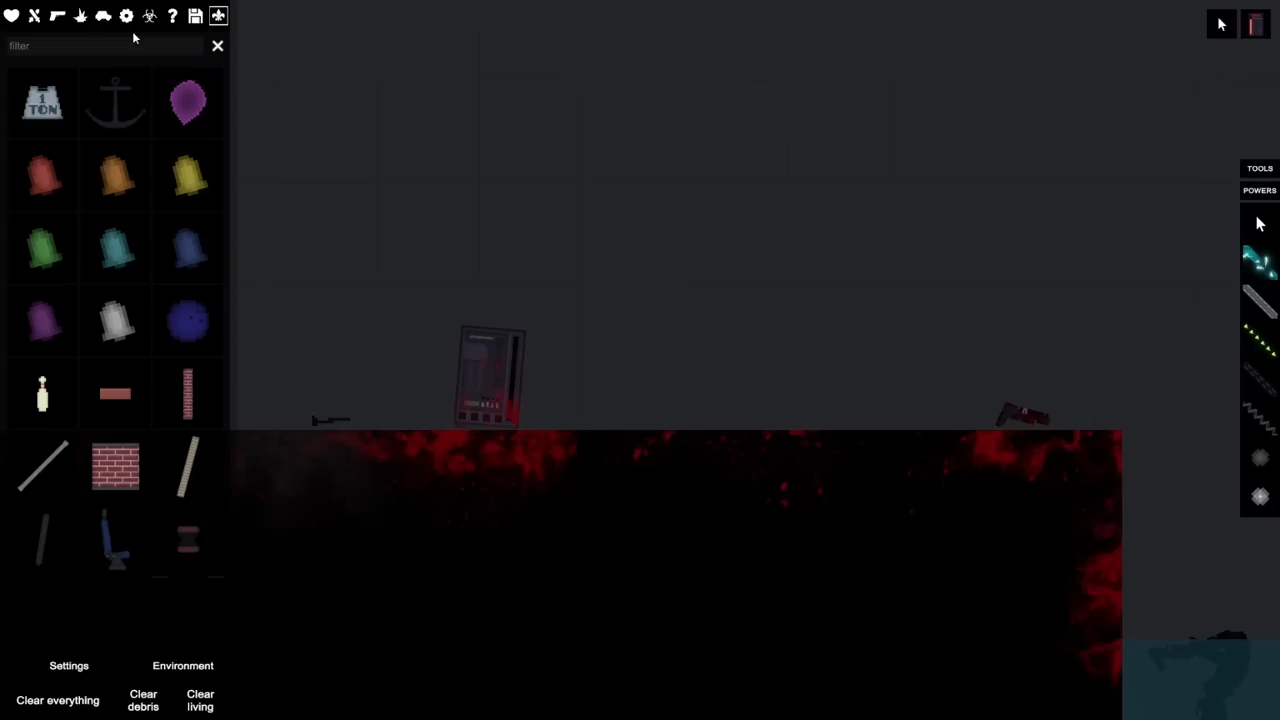 ?
filter
1
TON
TOOLS
POWERS
Settings
Environment
Clear everything
Clear
debris
Clear
living